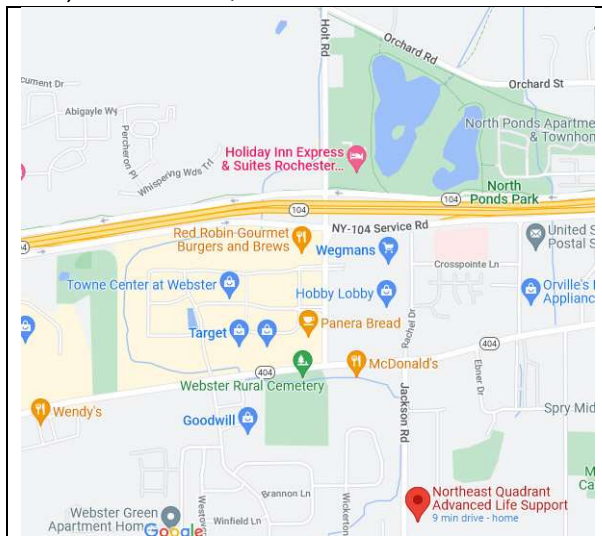 Holt Rd
Orchard Rd
Orchard St
cument Dr
Abigayle Wy
Percheron Pl
Whispering Wds Trl
Holiday Inn Express
& Suites Rochester...
North Ponds Apartme
& Townhom
North
Ponds Park
104
104
104
NY-104 Service Rd
Red Robin Gourmet
Burgers and Brews
Wegmans
United S
Postal S
Crosspointe Ln
Towne Center at Webster
Hobby Lobby
Orville's
Applianc
Rachel Dr
Target
Panera Bread
404
404
McDonald's
Webster Rural Cemetery
Ebner Dr
Wendy's
Goodwill
Jackson Rd
Spry Mid
Brannon Ln
Wickerton
Westov
Winfield Ln
Webster Green
Apartment Hom
Google
Northeast Quadrant
Advanced Life Support
9 min drive - home